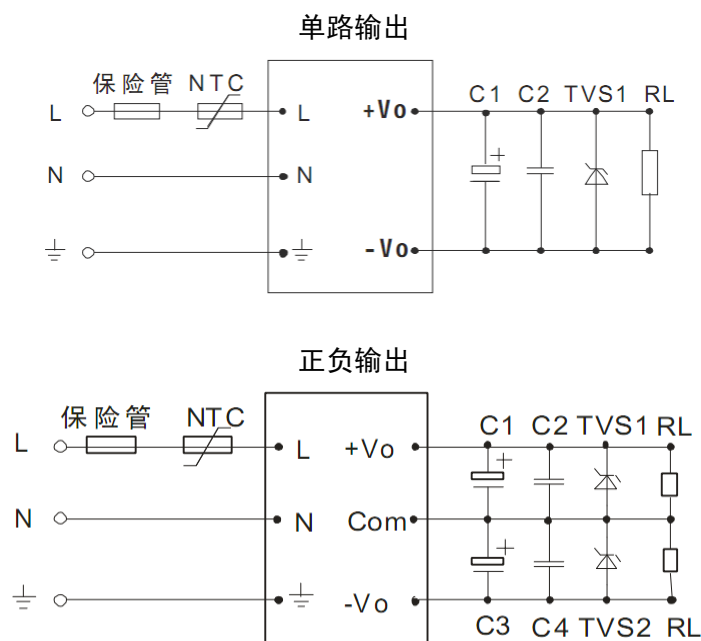 单路输出
保险管 NTC C1 C2 TVS1 RL
L L +Vo
+
N N
-Vo
正负输出
保险管 NTC C1 C2 TVS1 RL
L L +Vo
+
N N Com
+
-Vo
C3 C4 TVS2 RL